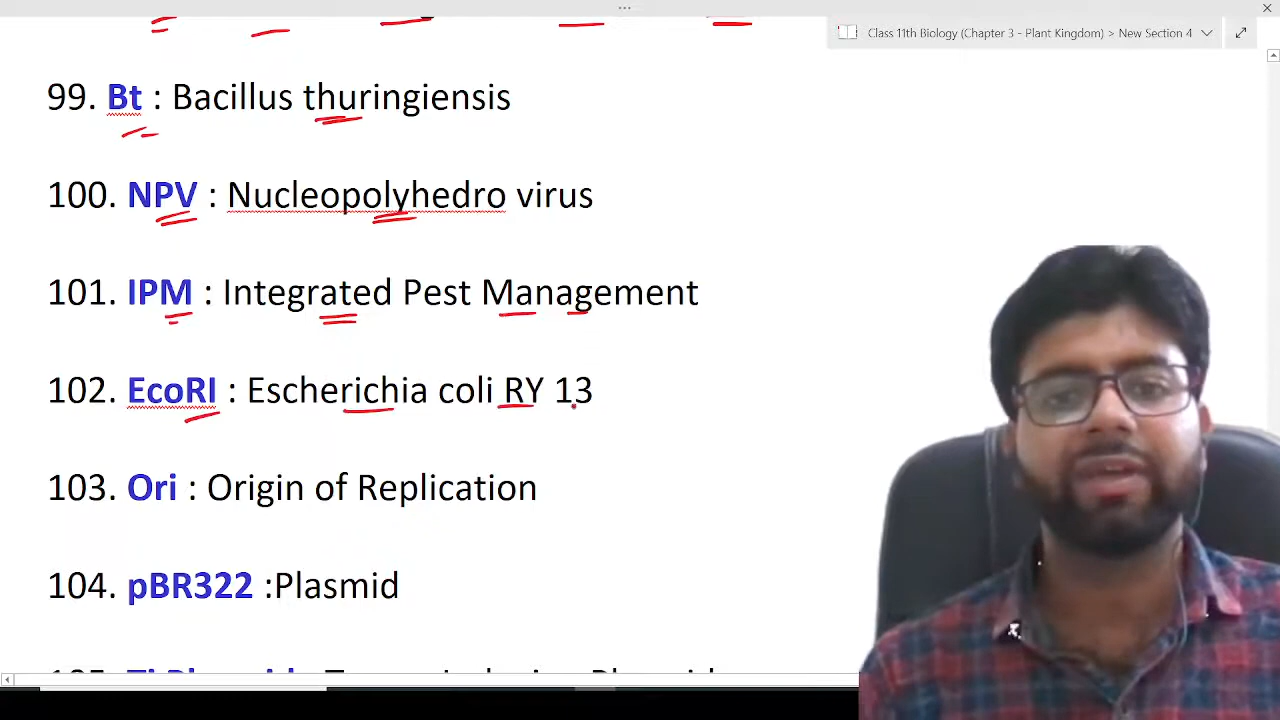 Class 11th Biology (Chapter 3 - Plant Kingdom) > New Section 4
99. Bt : Bacillus thuringiensis
100. NPV : Nucleopolyhedro virus
101. IPM : Integrated Pest Management
102. EcoRI : Escherichia coli RY 13
103. Ori : Origin of Replication
104. pBR322 :Plasmid